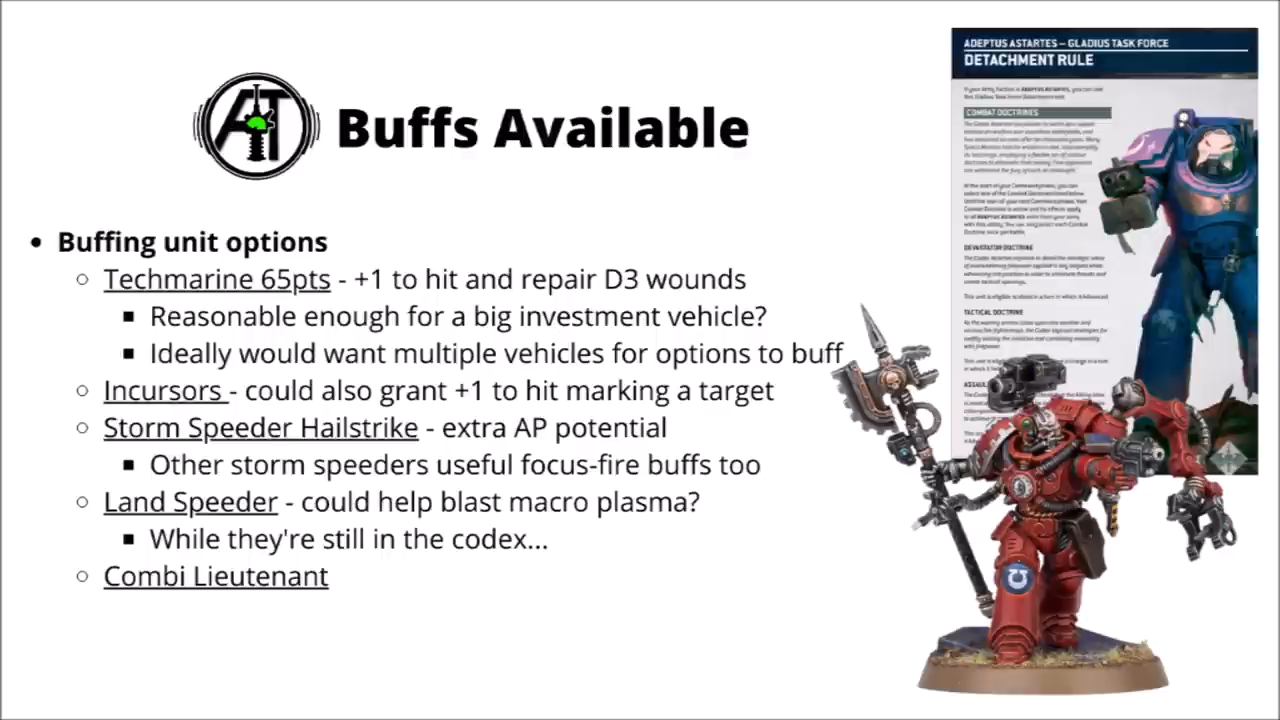 AT
Buffs Available
Buffing unit options
Techmarine 65pts - +1 to hit and repair D3 wounds
Reasonable enough for a big investment vehicle?
Ideally would want multiple vehicles for options to buff
Incursors - could also grant +1 to hit marking a target
Storm Speeder Hailstrike - extra AP potential
Other storm speeders useful focus-fire buffs too
Land Speeder - could help blast macro plasma?
While they're still in the codex...
Combi Lieutenant
ADEPTUS ASTARTES – GLADIUS TASK FORCE
DETACHMENT RULE
COMBAT DOCTRINES
DEVASTATOR DOCTRINE
TACTICAL DOCTRINE